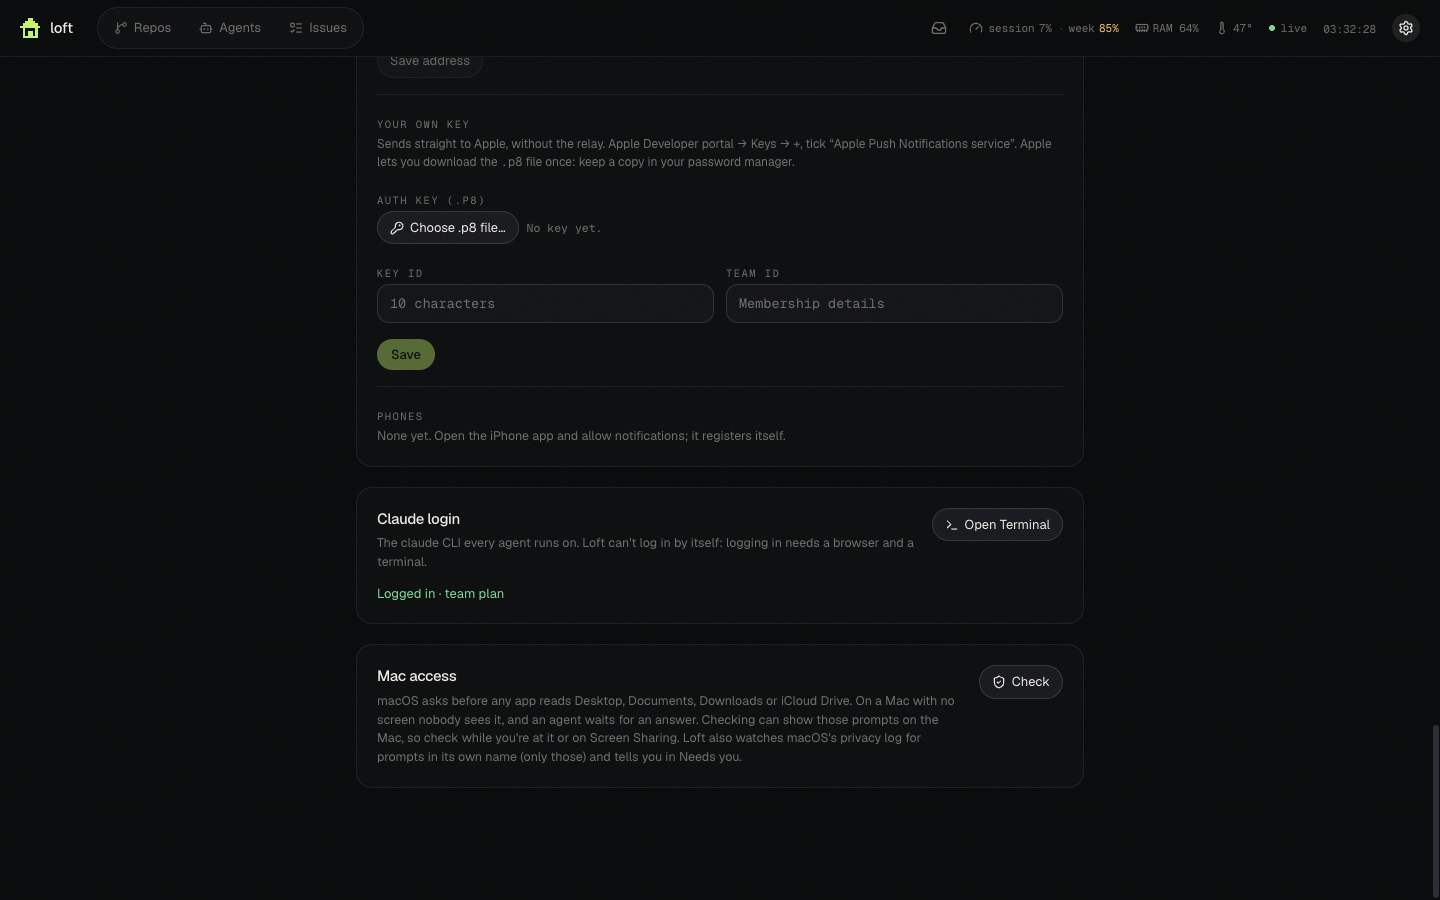 loft
Repos
Agents
Issues
session 7% · week 85%
RAM 64%
47°
live
03:32:28
Save address
YOUR OWN KEY
Sends straight to Apple, without the relay. Apple Developer portal → Keys → +, tick “Apple Push Notifications service”. Apple
lets you download the .p8 file once: keep a copy in your password manager.
AUTH KEY (.P8)
Choose .p8 file…
No key yet.
KEY ID
TEAM ID
10 characters
Membership details
Save
PHONES
None yet. Open the iPhone app and allow notifications; it registers itself.
Claude login
Open Terminal
The claude CLI every agent runs on. Loft can't log in by itself: logging in needs a browser and a
terminal.
Logged in · team plan
Mac access
Check
macOS asks before any app reads Desktop, Documents, Downloads or iCloud Drive. On a Mac with no
screen nobody sees it, and an agent waits for an answer. Checking can show those prompts on the
Mac, so check while you're at it or on Screen Sharing. Loft also watches macOS's privacy log for
prompts in its own name (only those) and tells you in Needs you.